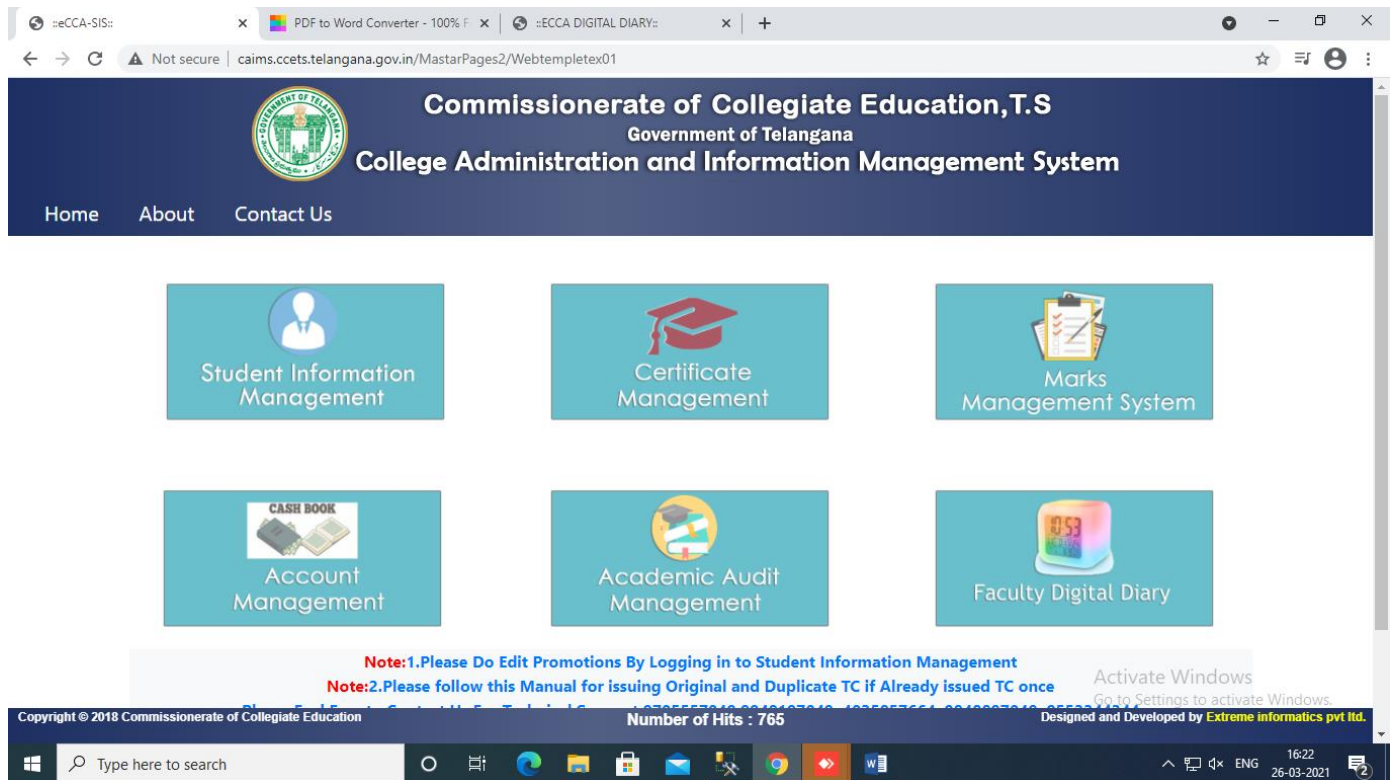 ::eCCA-SIS::
PDF to Word Converter - 100% F
::ECCA DIGITAL DIARY::
Not secure | caims.ccets.telangana.gov.in/MastarPages2/Webtempletex01
Commissionerate of Collegiate Education,T.S
Government of Telangana
College Administration and Information Management System
Home About Contact Us
Student Information
Management
Certificate
Management
Marks
Management System
CASH BOOK
Account
Management
Academic Audit
Management
10:53
Faculty Digital Diary
Note:1.Please Do Edit Promotions By Logging in to Student Information Management
Note:2.Please follow this Manual for issuing Original and Duplicate TC if Already issued TC once
Activate Windows
Go to Settings to activate Windows.
Copyright © 2018 Commissionerate of Collegiate Education
Number of Hits : 765
Designed and Developed by Extreme informatics pvt ltd.
Type here to search
ENG
16:22
26-03-2021